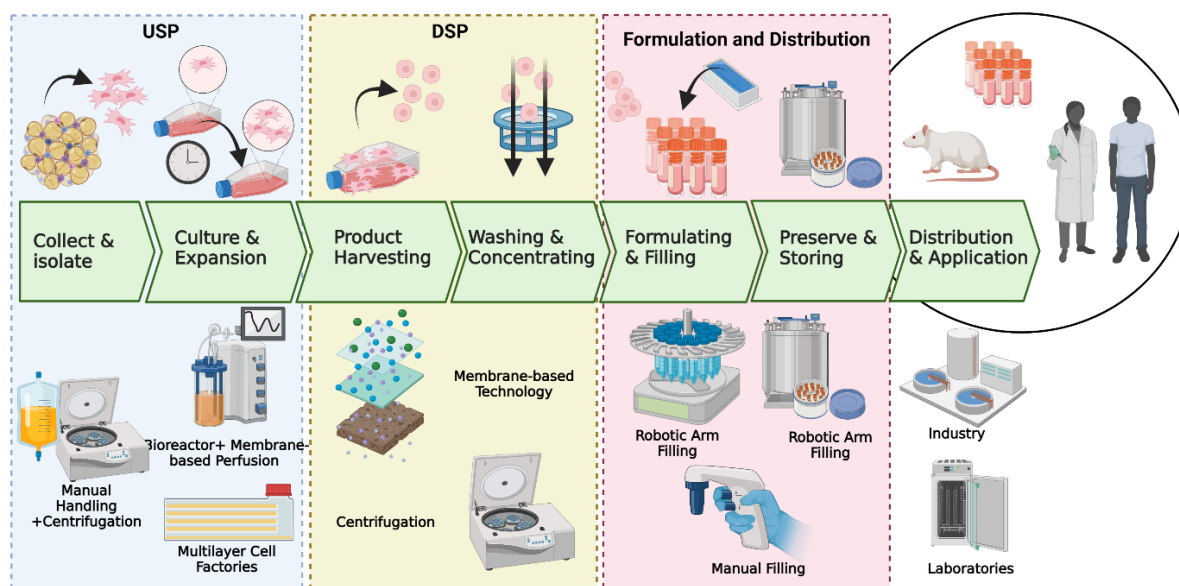 USP
DSP
Formulation and Distribution
Collect &
isolate
Culture &
Expansion
Product
Harvesting
Washing &
Concentrating
Formulating
& Filling
Preserve &
Storing
Distribution
& Application
Bioreactor+ Membrane-
based Perfusion
Manual
Handling
+Centrifugation
Multilayer Cell
Factories
Membrane-based
Technology
Centrifugation
Robotic Arm
Filling
Robotic Arm
Filling
Manual Filling
Industry
Laboratories